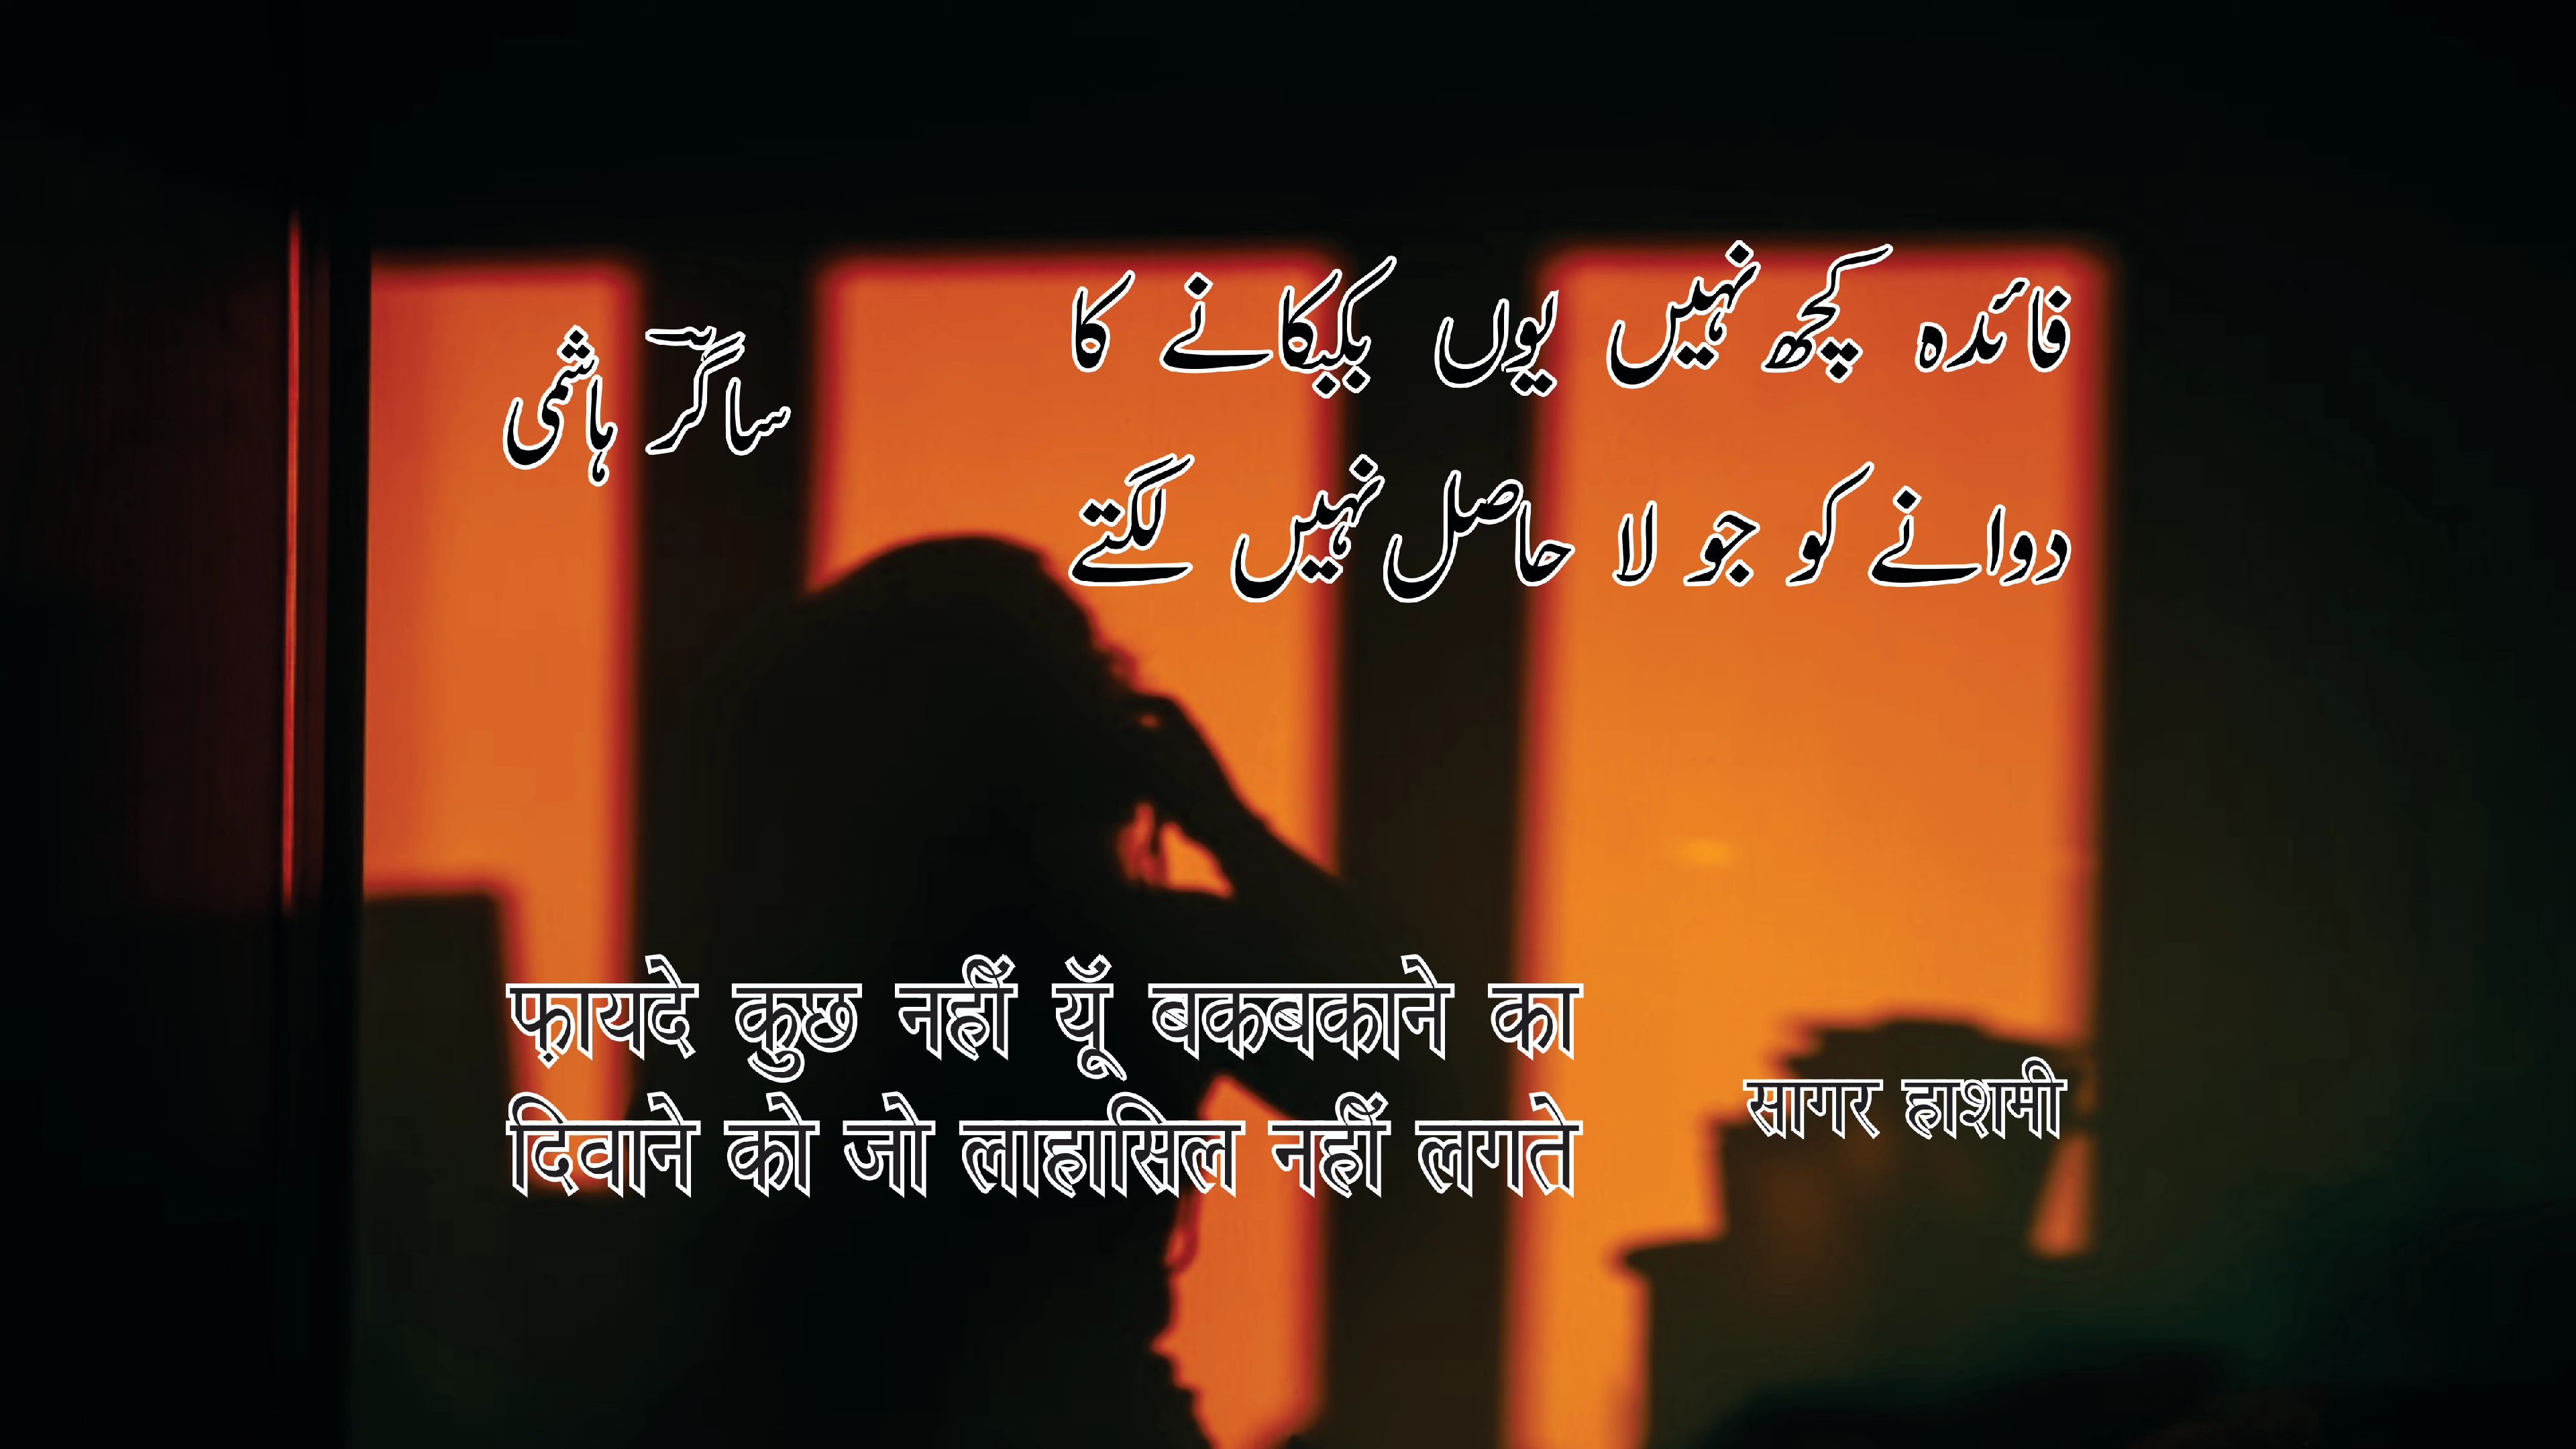 فائدہ کچھ نہیں یوں بکبکانے کا
دوانے کو جو لا حاصل نہیں لگتے
ساگرؔ ہاشمی
फ़ायदे कुछ नहीं यूँ बकबकाने का
दिवाने को जो लाहासिल नहीं लगते
सागर हाशमी